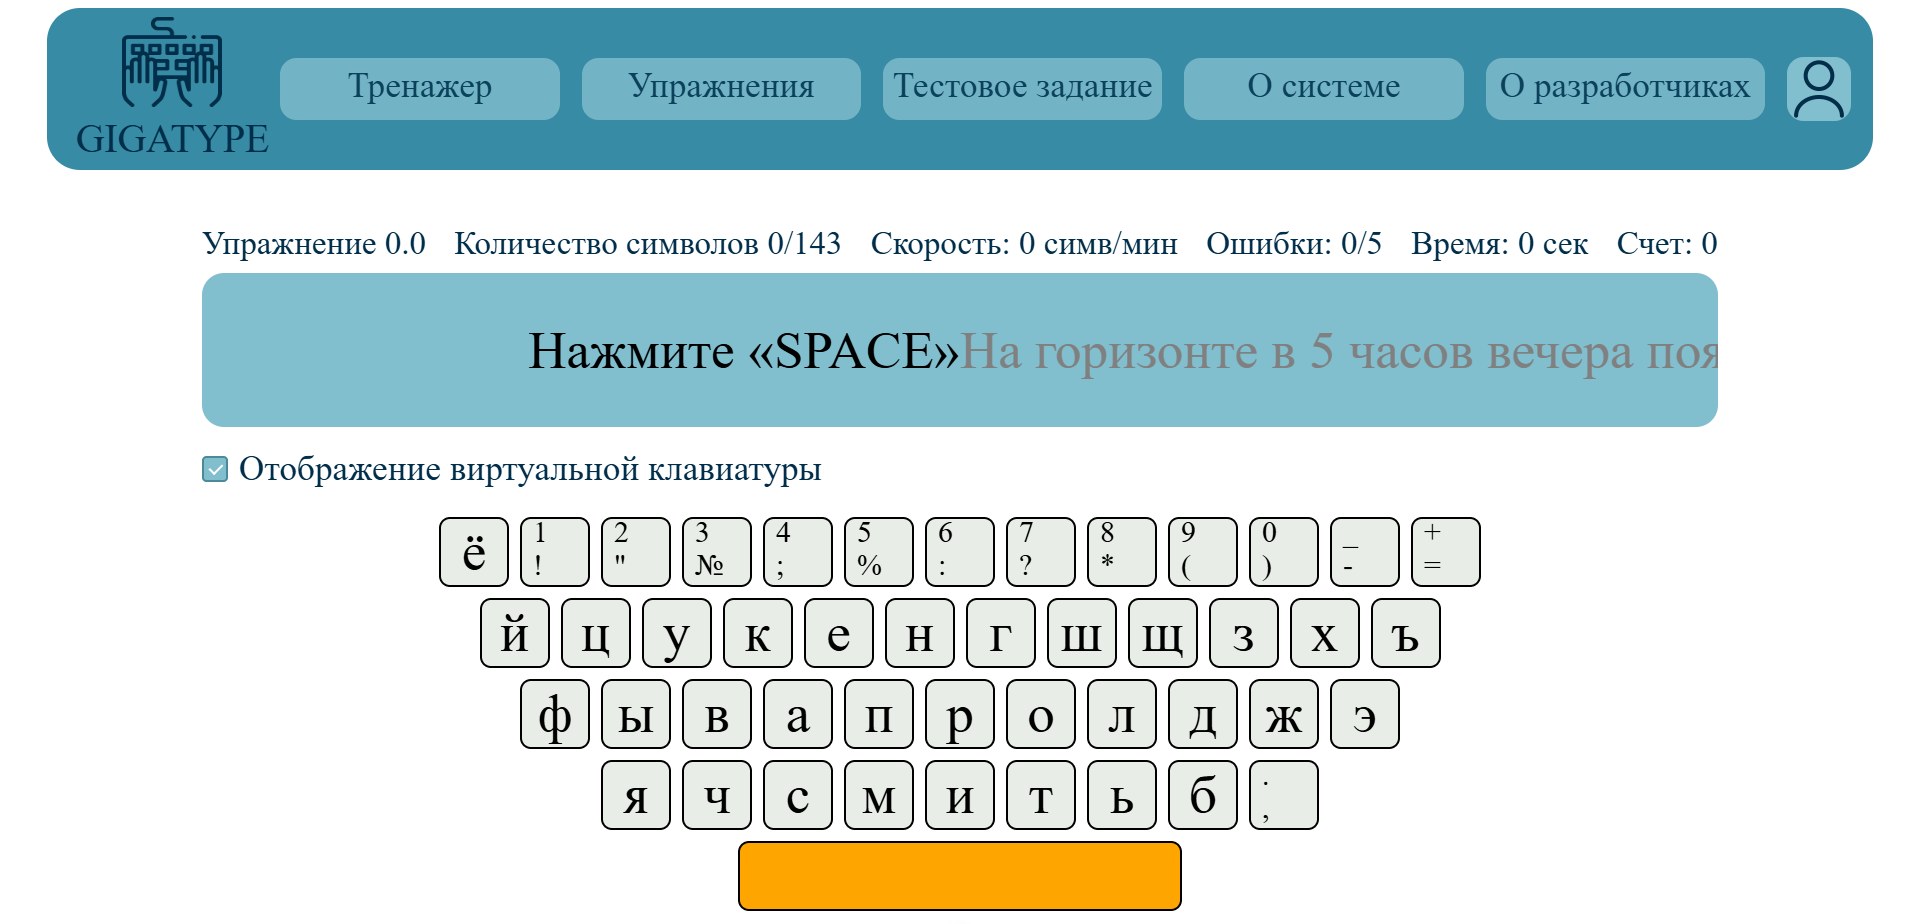 GIGATYPE
Тренажер
Упражнения
Тестовое задание
О системе
О разработчиках
Упражнение 0.0 Количество символов 0/143 Скорость: 0 симв/мин Ошибки: 0/5 Время: 0 сек Счет: 0
Нажмите «SPACE»На горизонте в 5 часов вечера поя
Отображение виртуальной клавиатуры
ё 1 2 3 4 5 6 7 8 9 0 _ +
! " № ; % : ? * ( ) - =
й ц у к е н г ш щ з х ъ
ф ы в а п р о л д ж э
я ч с м и т ь б .
,